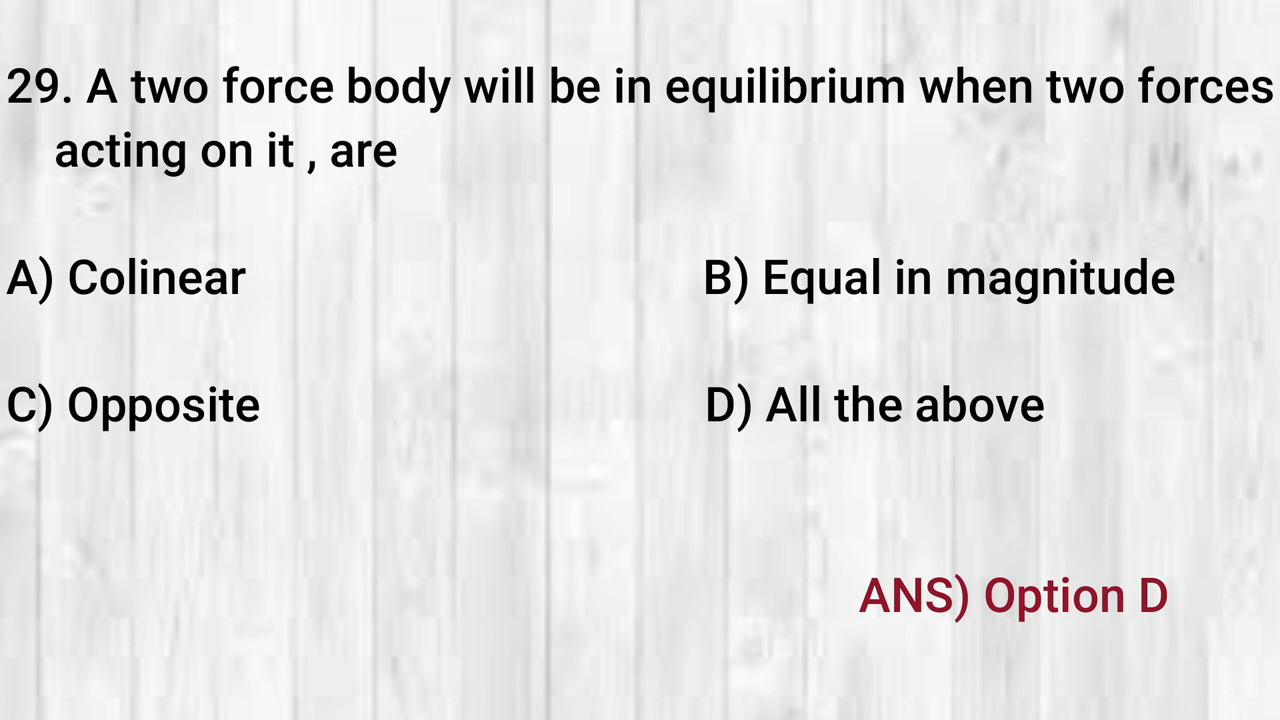 29. A two force body will be in equilibrium when two forces
acting on it , are
A) Colinear
B) Equal in magnitude
C) Opposite
D) All the above
ANS) Option D